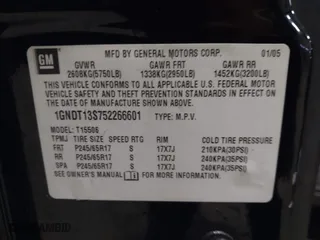 GM
MFD BY GENERAL MOTORS CORP. 01/05
GVWR GAWR FRT GAWR RR
2608KG(5750LB) 1338KG(2950LB) 1452KG(3200LB)
THIS VEHICLE CONFORMS TO ALL APPLICABLE U.S. FEDERAL MOTOR
VEHICLE SAFETY AND THEFT PREVENTION STANDARDS IN EFFECT ON
THE DATE OF MANUFACTURE SHOWN ABOVE.
1GNDT13S752266601 TYPE: M.P.V.
MODEL: T15506
TPMJ TIRE SIZE SPEED RTG RIM COLD TIRE PRESSURE
FRT P245/65R17 S 17X7J 210KPA(30PSI)
RR P245/65R17 S 17X7J 240KPA(35PSI)
SPA P245/65R17 S 17X7J 240KPA(35PSI)
SEE OWNER'S MANUAL FOR ADDITIONAL INFORMATION.